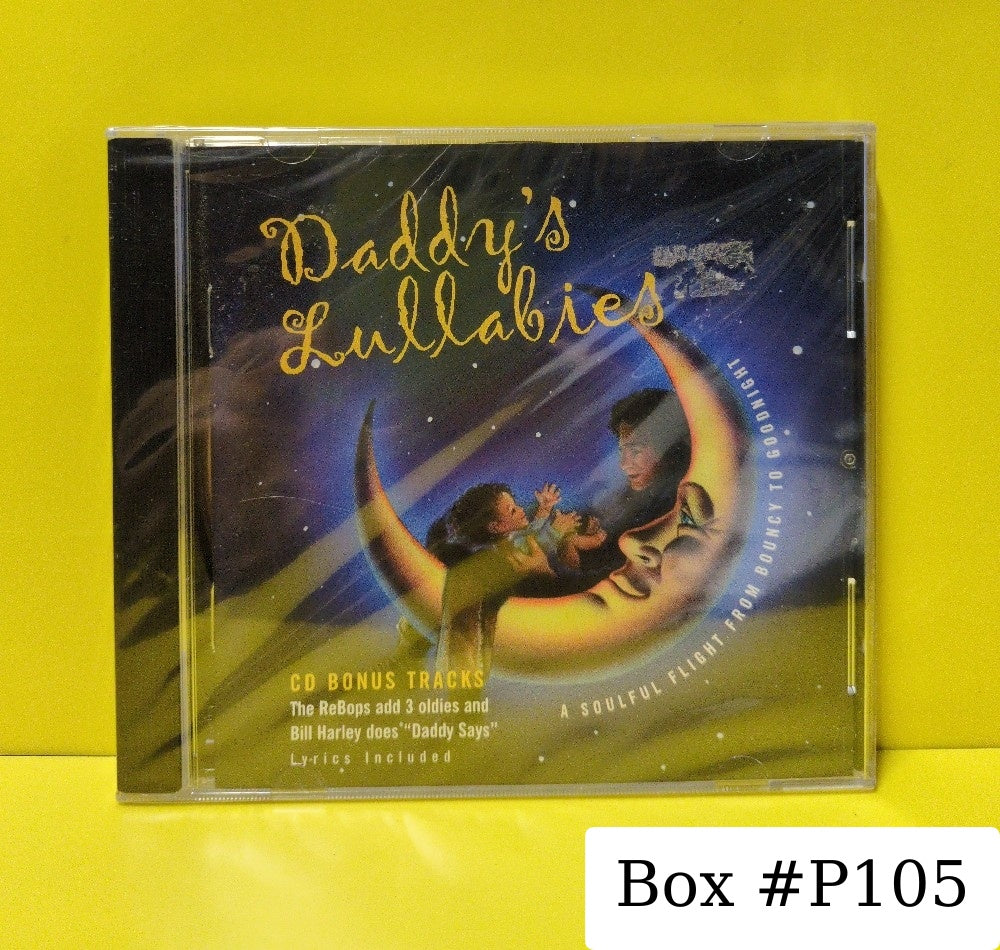 Daddy's
Lullabies
A SOULFUL FLIGHT FROM BOUNCY TO GOODNIGHT
CD BONUS TRACKS
The ReBops add 3 oldies and
Bill Harley does "Daddy Says"
Lyrics Included
Box #P105